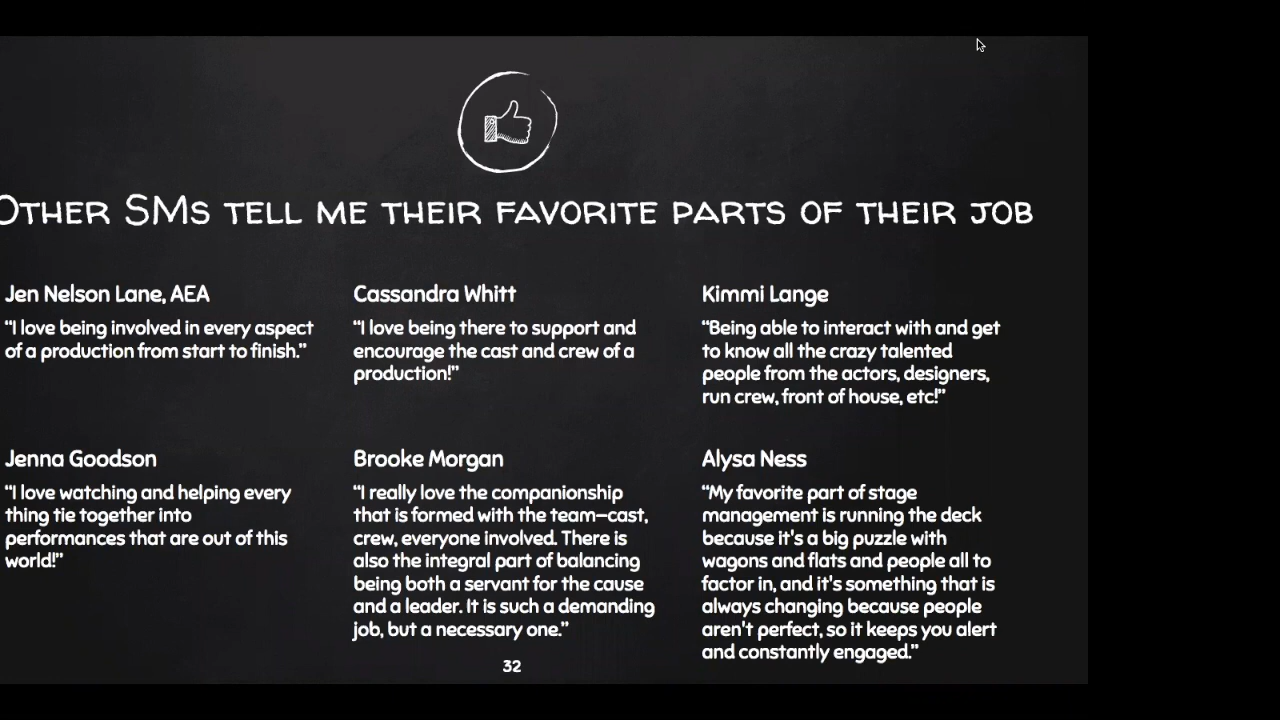 Other SMs tell me their favorite parts of their job
Jen Nelson Lane, AEA
“I love being involved in every aspect
of a production from start to finish.”
Cassandra Whitt
“I love being there to support and
encourage the cast and crew of a
production!”
Kimmi Lange
“Being able to interact with and get
to know all the crazy talented
people from the actors, designers,
run crew, front of house, etc!”
Jenna Goodson
“I love watching and helping every
thing tie together into
performances that are out of this
world!”
Brooke Morgan
“I really love the companionship
that is formed with the team—cast,
crew, everyone involved. There is
also the integral part of balancing
being both a servant for the cause
and a leader. It is such a demanding
job, but a necessary one.”
Alysa Ness
“My favorite part of stage
management is running the deck
because it's a big puzzle with
wagons and flats and people all to
factor in, and it's something that is
always changing because people
aren't perfect, so it keeps you alert
and constantly engaged.”
32